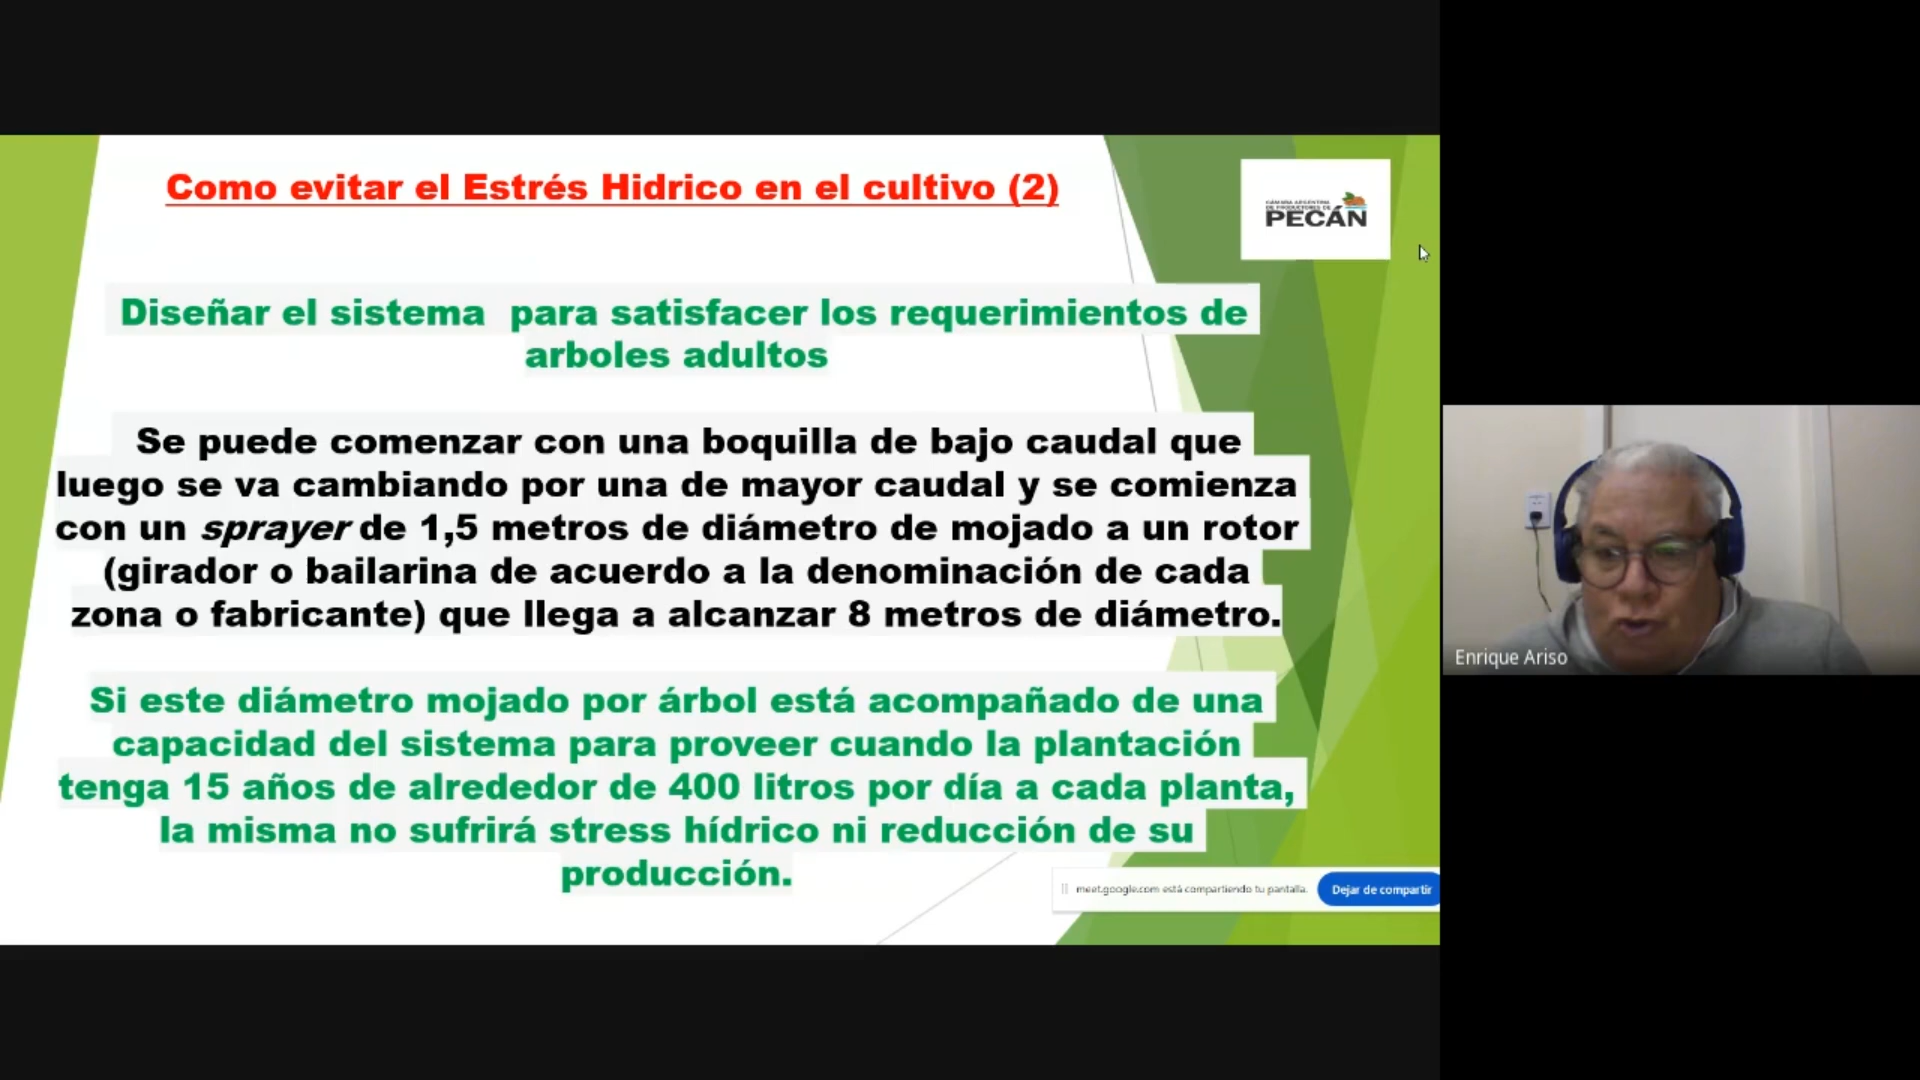 Como evitar el Estrés Hidrico en el cultivo (2)
CÁMARA ARGENTINA
DE PRODUCTORES DE
PECÁN
Diseñar el sistema  para satisfacer los requerimientos de
arboles adultos
Se puede comenzar con una boquilla de bajo caudal que
luego se va cambiando por una de mayor caudal y se comienza
con un sprayer de 1,5 metros de diámetro de mojado a un rotor
(girador o bailarina de acuerdo a la denominación de cada
zona o fabricante) que llega a alcanzar 8 metros de diámetro.
Si este diámetro mojado por árbol está acompañado de una
capacidad del sistema para proveer cuando la plantación
tenga 15 años de alrededor de 400 litros por día a cada planta,
la misma no sufrirá stress hídrico ni reducción de su
producción.
meet.google.com está compartiendo tu pantalla.
Dejar de compartir
Enrique Ariso